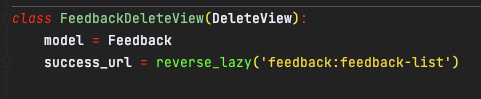 class FeedbackDeleteView(DeleteView):
    model = Feedback
    success_url = reverse_lazy('feedback:feedback-list')